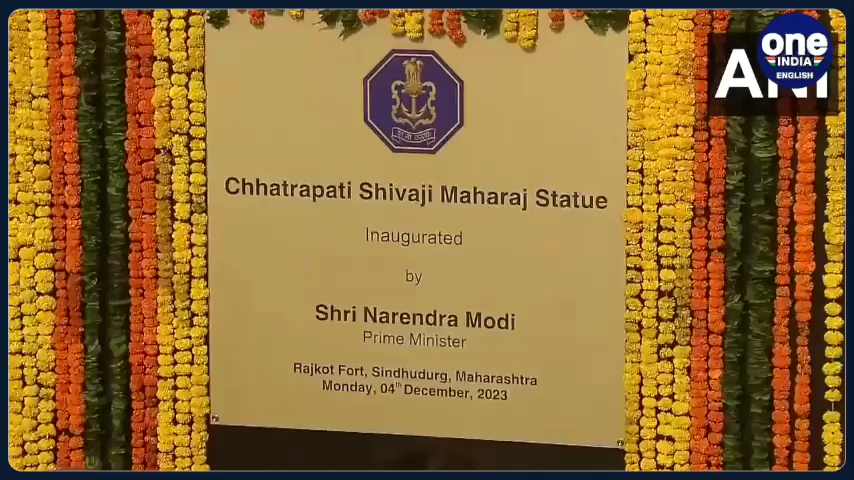 Chhatrapati Shivaji Maharaj Statue
Inaugurated
by
Shri Narendra Modi
Prime Minister
Rajkot Fort, Sindhudurg, Maharashtra
Monday, 04th December, 2023
ANI
one
INDIA
ENGLISH